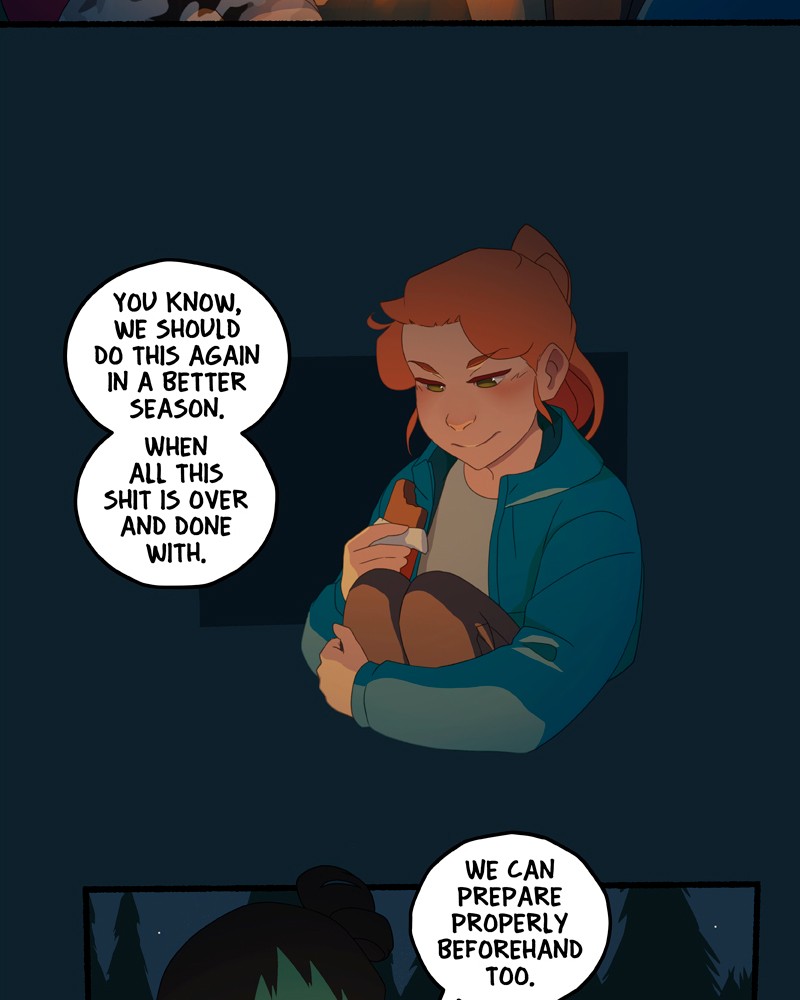 YOU KNOW,
WE SHOULD
DO THIS AGAIN
IN A BETTER
SEASON.
WHEN
ALL THIS
SHIT IS OVER
AND DONE
WITH.
WE CAN
PREPARE
PROPERLY
BEFOREHAND
TOO.